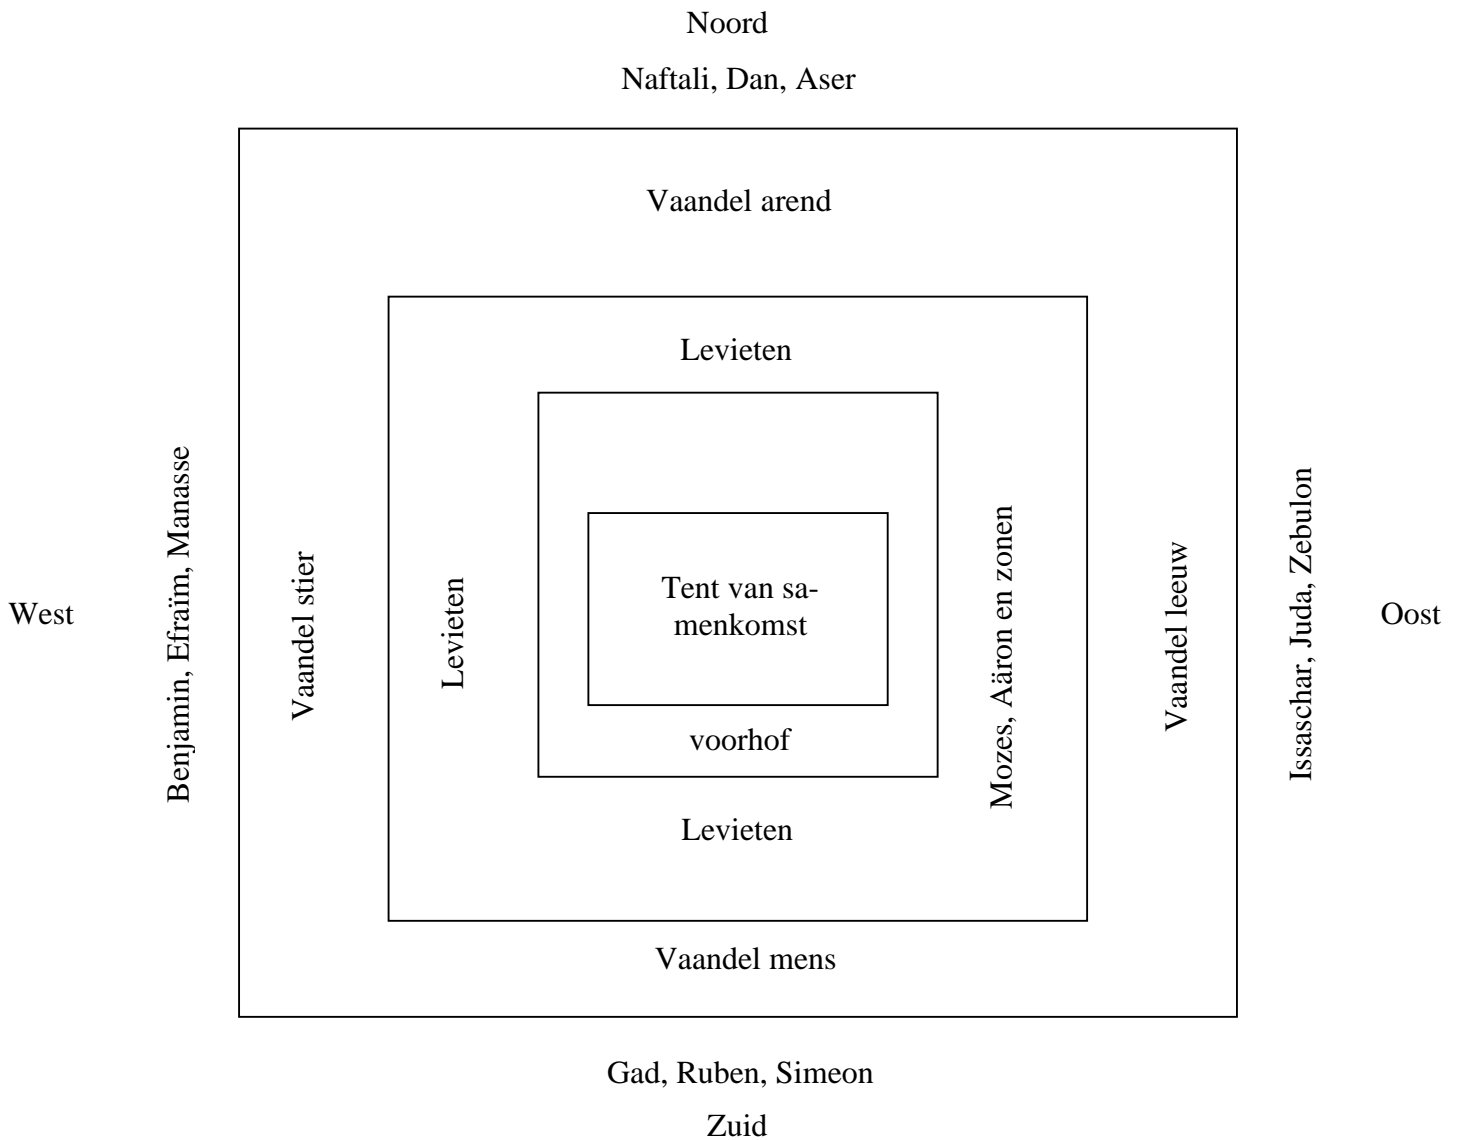 Noord
Naftali, Dan, Aser
Vaandel arend
Levieten
West
Benjamin, Efraïm, Manasse
Vaandel stier
Levieten
Tent van sa-
menkomst
voorhof
Mozes, Aäron en zonen
Vaandel leeuw
Issaschar, Juda, Zebulon
Oost
Levieten
Vaandel mens
Gad, Ruben, Simeon
Zuid